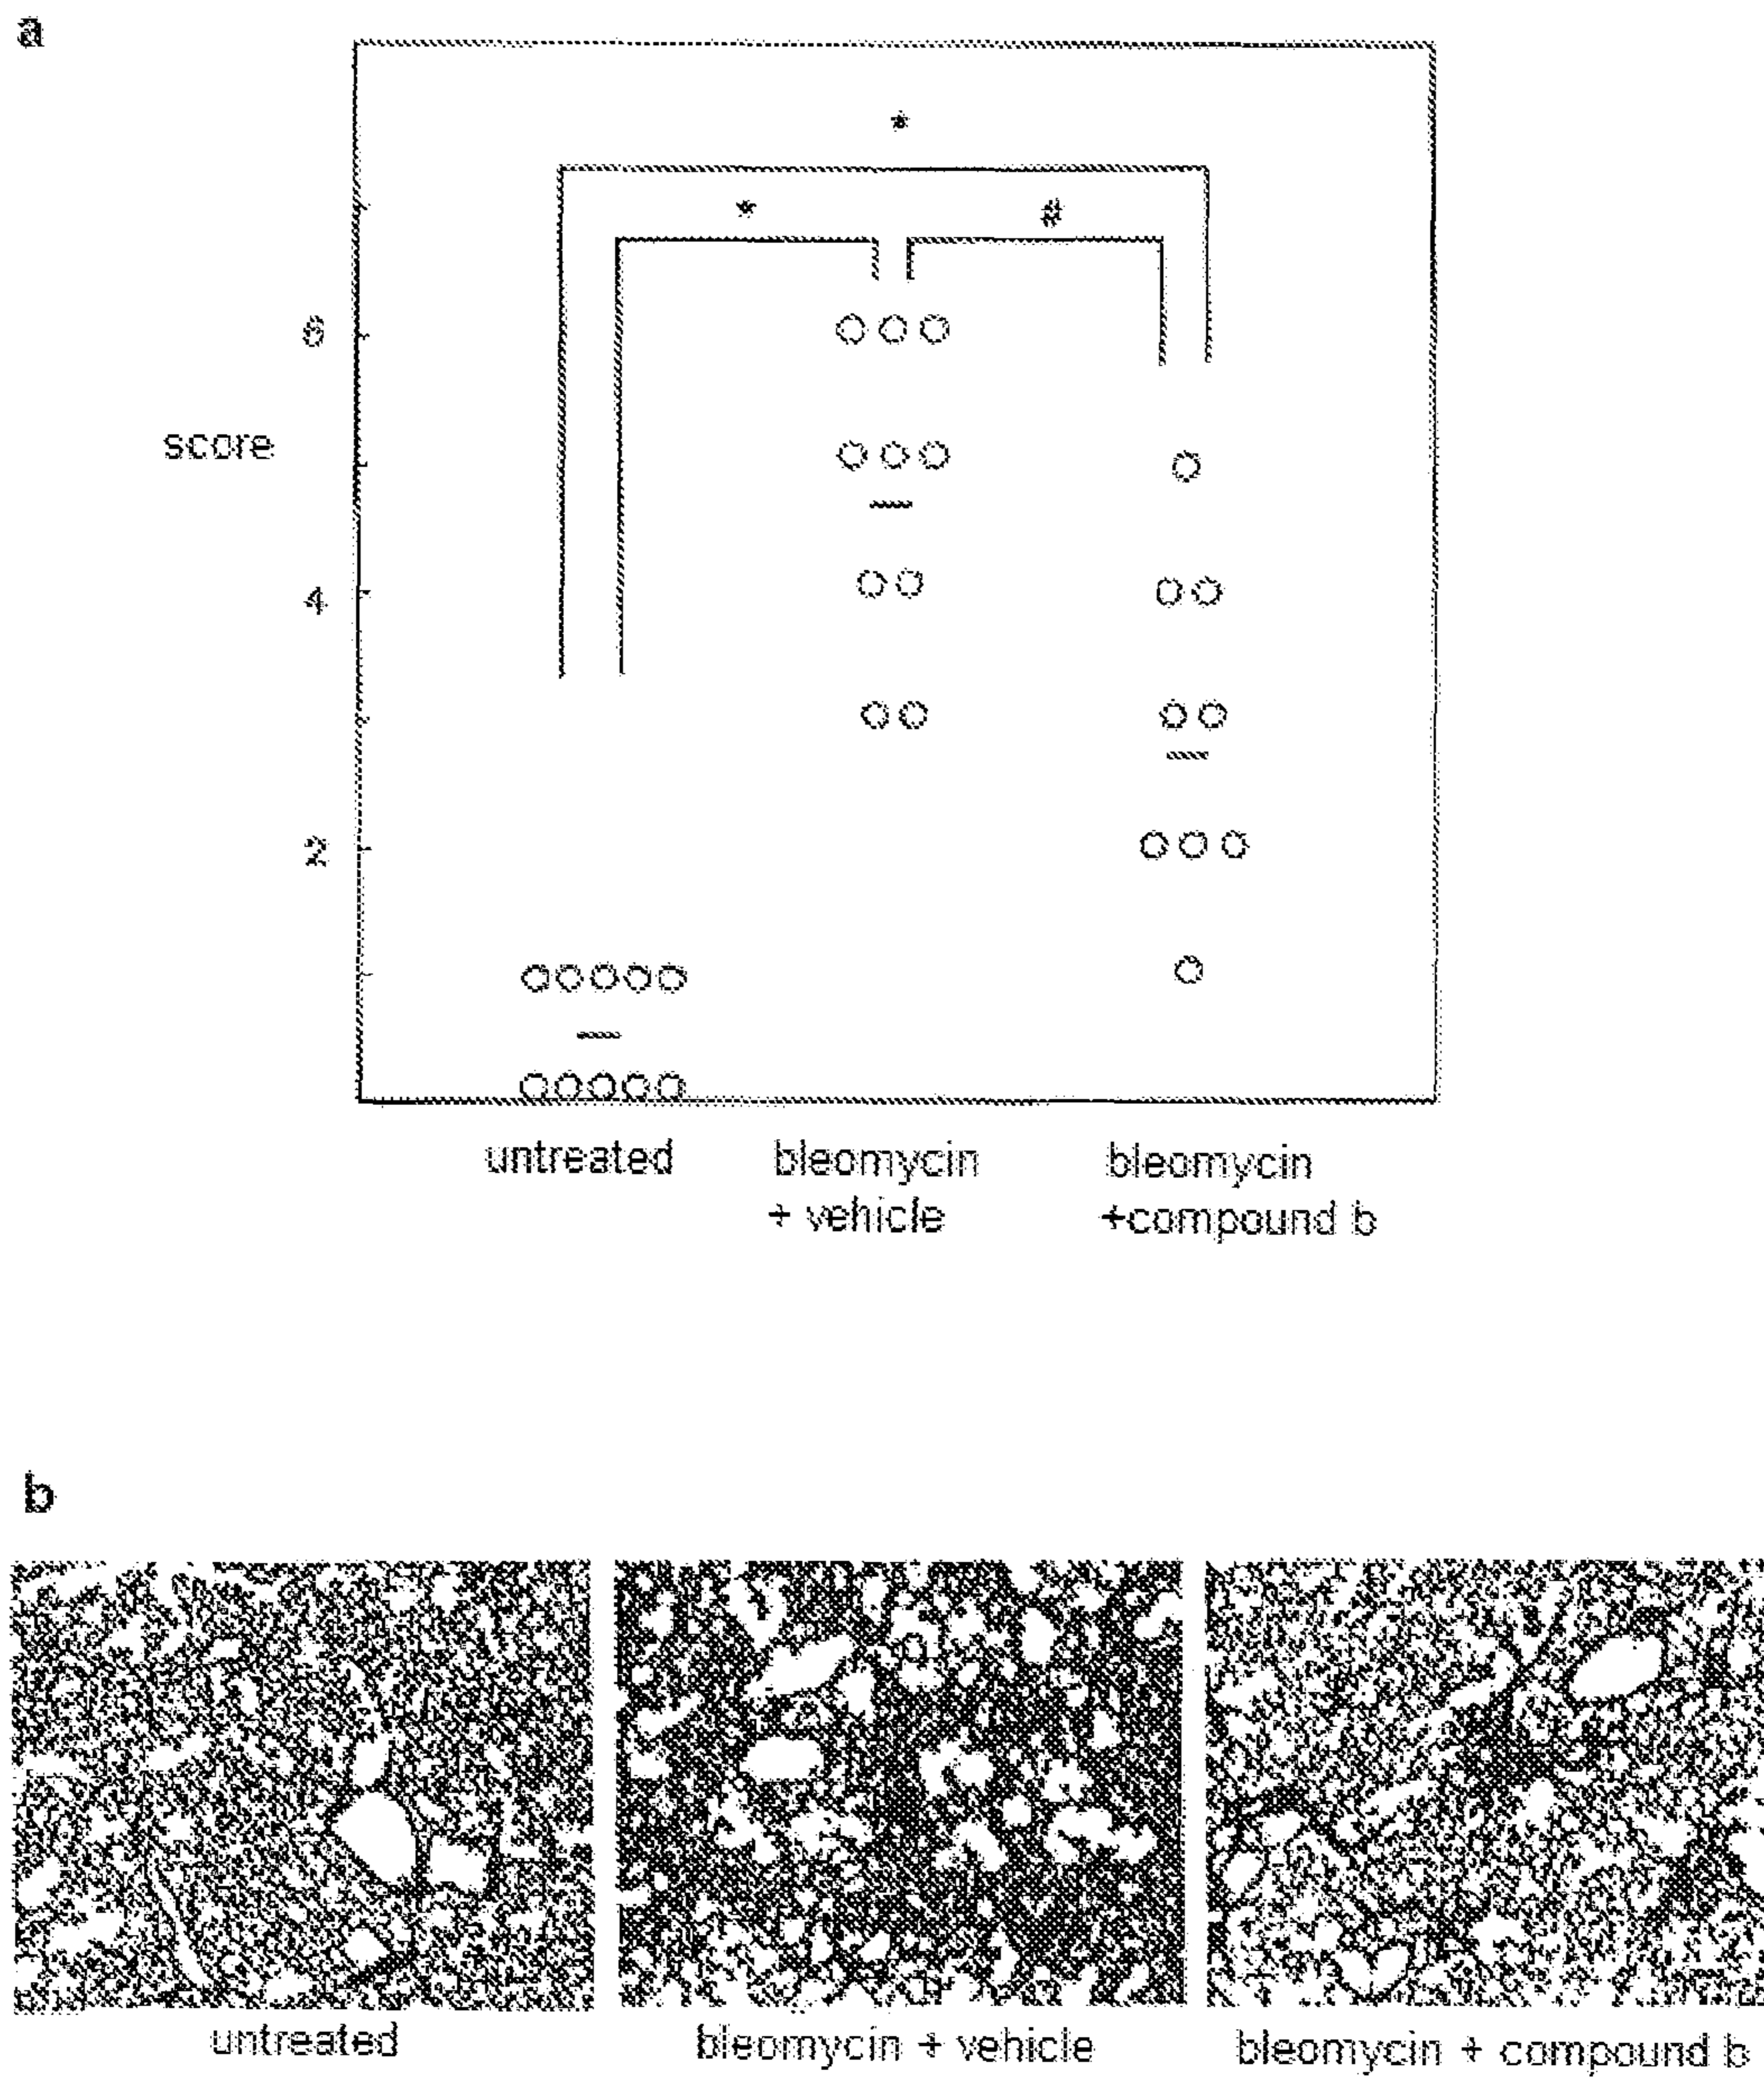 a
*
* #
6
score
4
2
untreated
bleomycin
+ vehicle
bleomycin
+compound b
b
untreated
bleomycin + vehicle
bleomycin + compound b